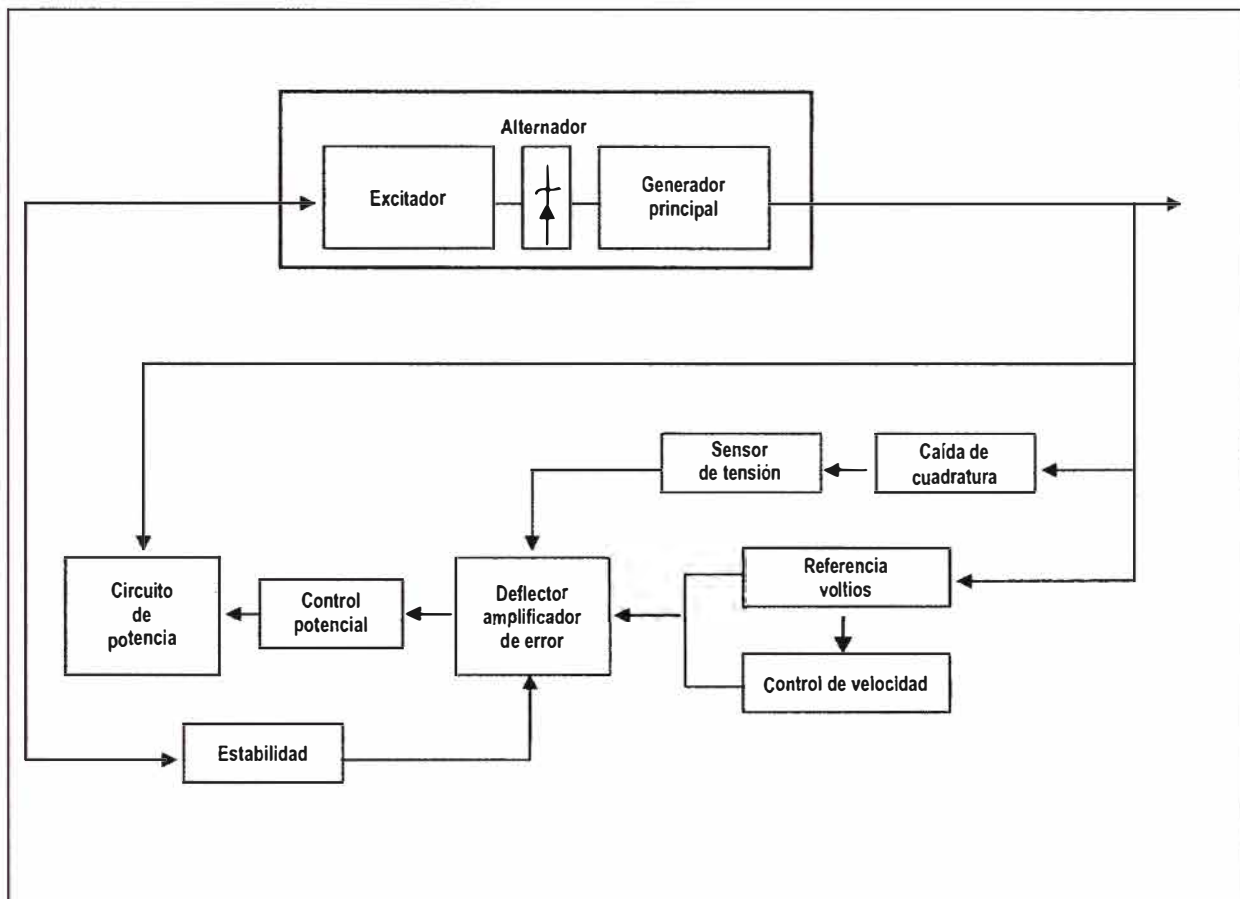 Alternador
Excitador
Generador
principal
Sensor
de tensión
Caída de
cuadratura
Circuito
de
potencia
Control
potencial
Deflector
amplificador
de error
Referencia
voltios
Control de velocidad
Estabilidad